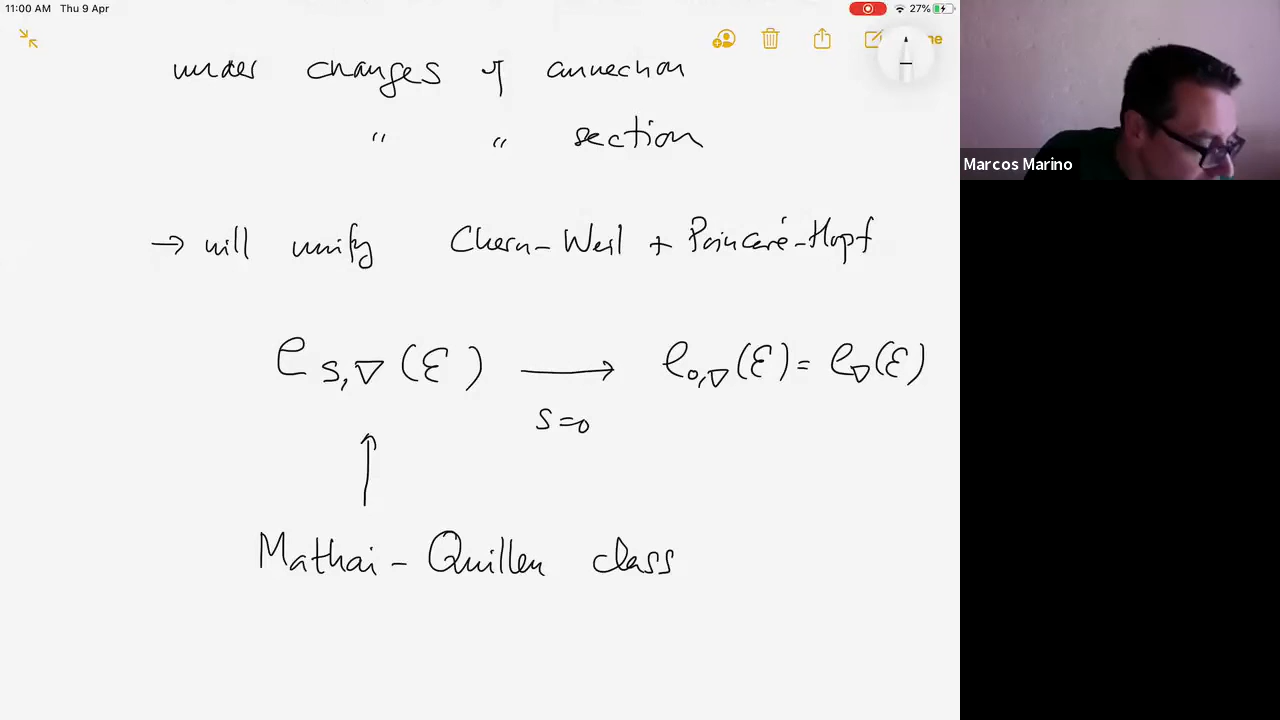 11:00 AM Thu 9 Apr 27%
under changes of connection
" " section
→ will unify Chern-Weil + Poincaré-Hopf
e s,∇ (ℰ) ⟶ e₀,∇(ℰ) = e∇(ℰ)
s=0
↑
Mathai - Quillen class
Marcos Marino